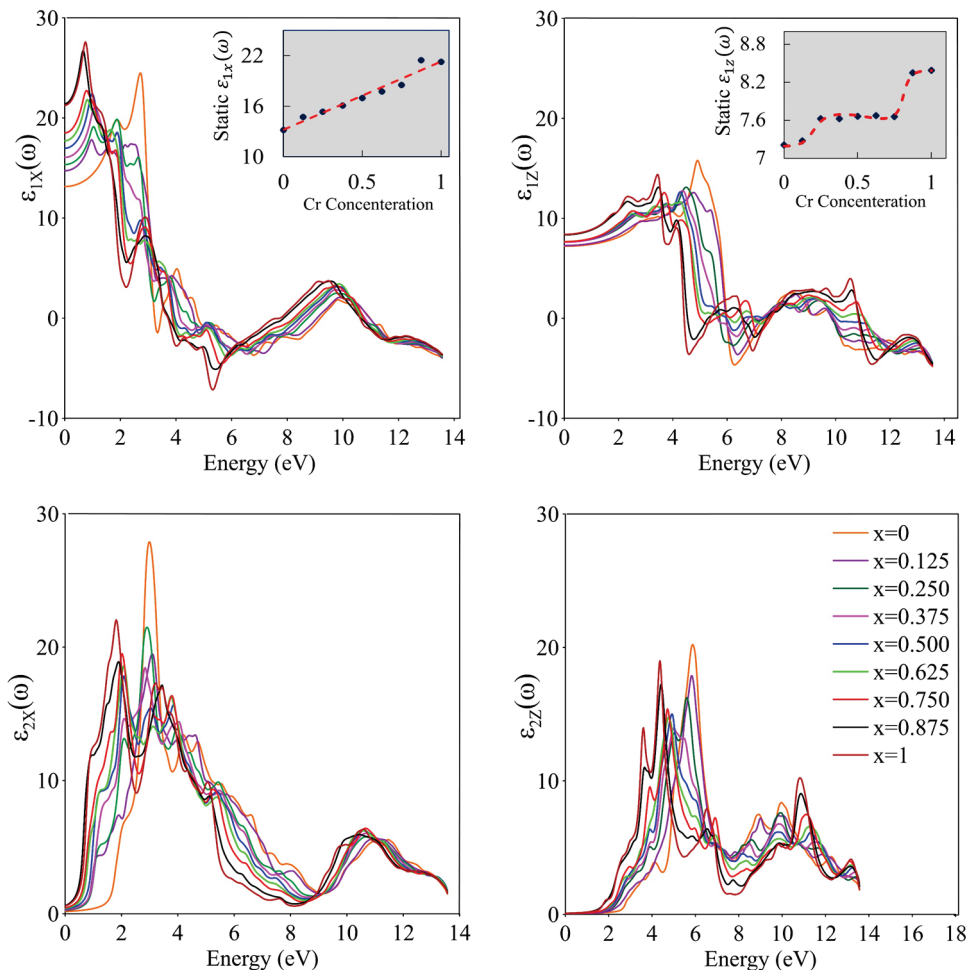 30
20
10
0
-10
ε1X(ω)
0 2 4 6 8 10 12 14
Energy (eV)
Static ε1x(ω)
22
16
10
0 0.5 1
Cr Concenteration
30
20
10
0
-10
ε1Z(ω)
0 2 4 6 8 10 12 14
Energy (eV)
Static ε1z(ω)
8.8
8.2
7.6
7
0 0.5 1
Cr Concenteration
30
20
10
0
ε2X(ω)
0 2 4 6 8 10 12 14
Energy (eV)
30
20
10
0
ε2Z(ω)
0 2 4 6 8 10 12 14 16 18
Energy (eV)
x=0
x=0.125
x=0.250
x=0.375
x=0.500
x=0.625
x=0.750
x=0.875
x=1